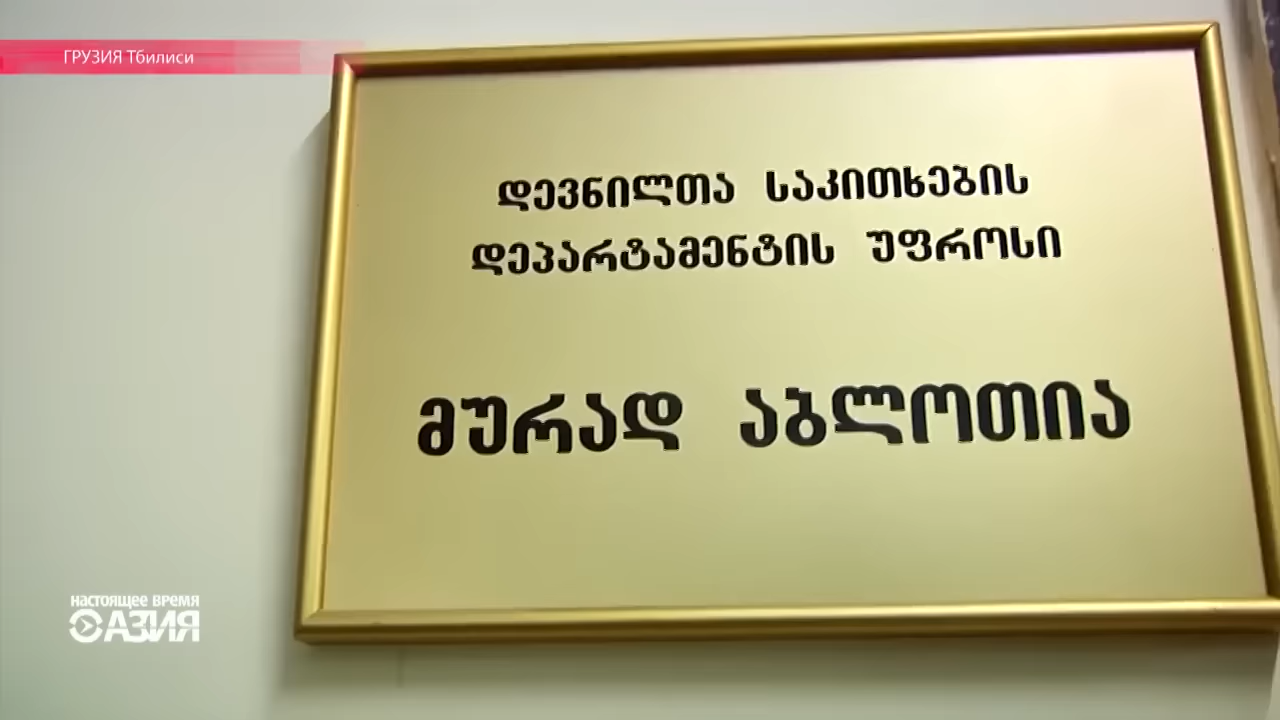 ГРУЗИЯ Тбилиси
დევნილთა საკითხების
დეპარტამენტის უფროსი
მურად აბლოთია
НАСТОЯЩЕЕ ВРЕМЯ
АЗИЯ